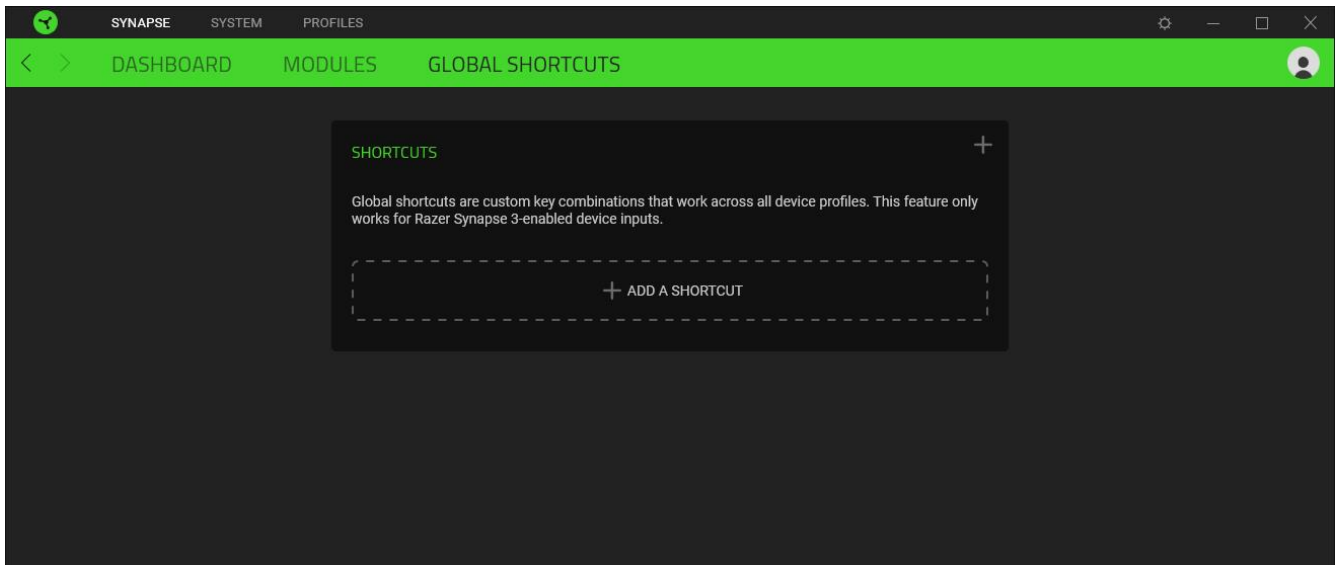 SYNAPSE SYSTEM PROFILES
DASHBOARD MODULES GLOBAL SHORTCUTS
SHORTCUTS
Global shortcuts are custom key combinations that work across all device profiles. This feature only
works for Razer Synapse 3-enabled device inputs.
ADD A SHORTCUT